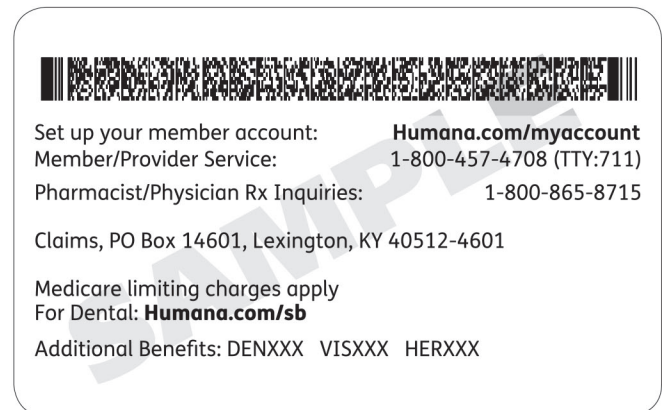 Set up your member account: Humana.com/myaccount
Member/Provider Service: 1-800-457-4708 (TTY:711)
Pharmacist/Physician Rx Inquiries: 1-800-865-8715
Claims, PO Box 14601, Lexington, KY 40512-4601
Medicare limiting charges apply
For Dental: Humana.com/sb
Additional Benefits: DENXXX VISXXX HERXXX
SAMPLE